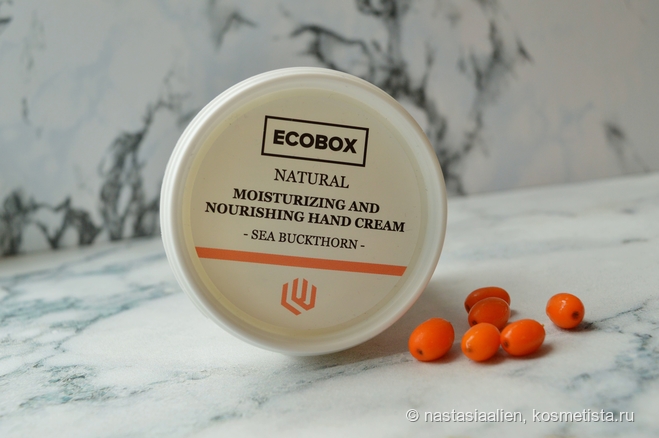 ECOBOX
NATURAL
MOISTURIZING AND
NOURISHING HAND CREAM
- SEA BUCKTHORN -
© nastasiaalien, kosmetista.ru